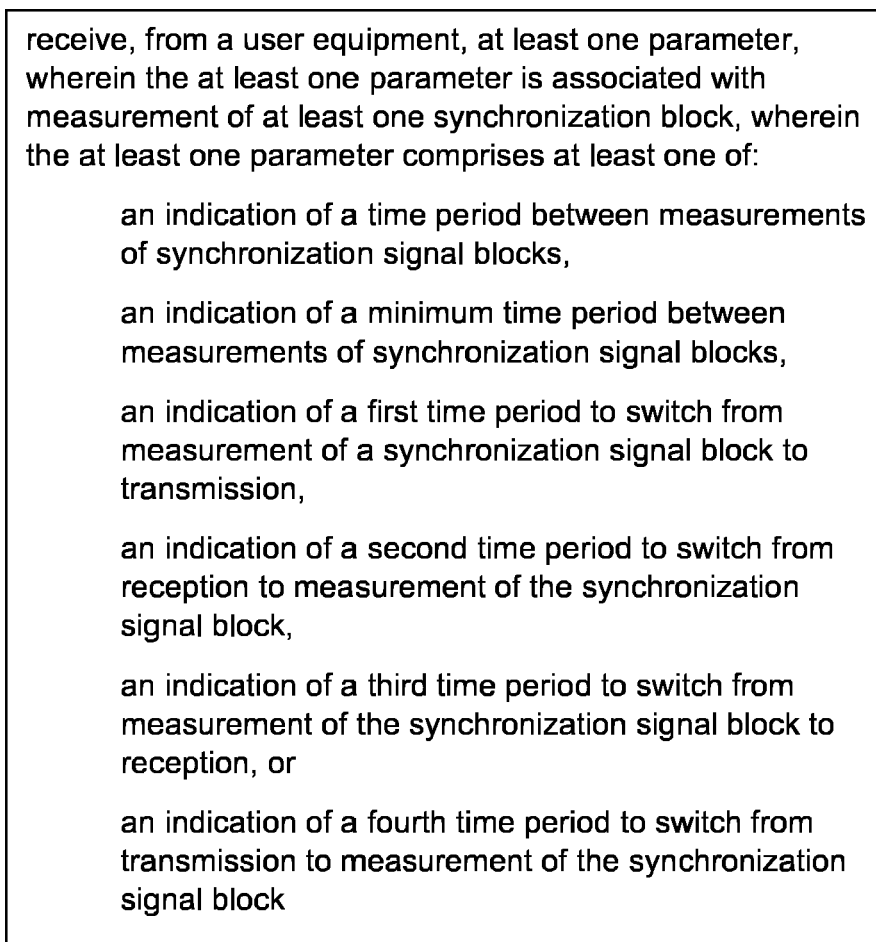 receive, from a user equipment, at least one parameter,
wherein the at least one parameter is associated with
measurement of at least one synchronization block, wherein
the at least one parameter comprises at least one of:
an indication of a time period between measurements
of synchronization signal blocks,
an indication of a minimum time period between
measurements of synchronization signal blocks,
an indication of a first time period to switch from
measurement of a synchronization signal block to
transmission,
an indication of a second time period to switch from
reception to measurement of the synchronization
signal block,
an indication of a third time period to switch from
measurement of the synchronization signal block to
reception, or
an indication of a fourth time period to switch from
transmission to measurement of the synchronization
signal block